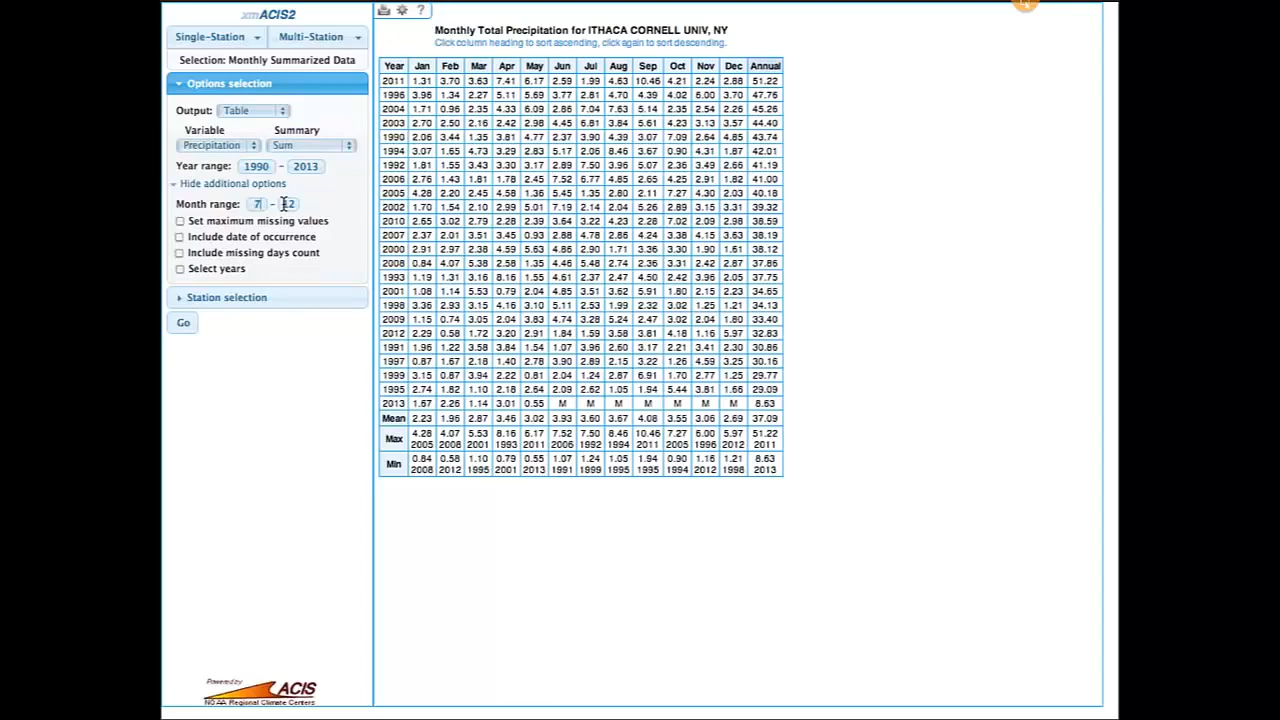 xmACIS2
Single-Station Multi-Station
Selection: Monthly Summarized Data
Options selection
Output: Table
Variable Summary
Precipitation Sum
Year range: 1990 - 2013
Hide additional options
Month range: 7 - 12
Set maximum missing values
Include date of occurrence
Include missing days count
Select years
Station selection
Go
Powered by
ACIS
NOAA Regional Climate Centers
?
Monthly Total Precipitation for ITHACA CORNELL UNIV, NY
Click column heading to sort ascending, click again to sort descending.
Year Jan Feb Mar Apr May Jun Jul Aug Sep Oct Nov Dec Annual
2011 1.31 3.70 3.63 7.41 6.17 2.59 1.99 4.63 10.46 4.21 2.24 2.88 51.22
1996 3.98 1.34 2.27 5.11 5.69 3.77 2.81 4.70 4.39 4.02 6.00 3.70 47.76
2004 1.71 0.96 2.35 4.33 6.09 2.86 7.04 7.63 5.14 2.35 2.54 2.26 45.26
2003 2.70 2.50 2.16 2.42 2.98 4.45 6.81 3.84 5.61 4.23 3.13 3.57 44.40
1990 2.06 3.44 1.35 3.81 4.77 2.37 3.90 4.39 3.07 7.09 2.64 4.85 43.74
1994 3.07 1.65 4.73 3.29 2.83 5.17 2.06 8.46 3.67 0.90 4.31 1.87 42.01
1992 1.81 1.55 3.43 3.30 3.17 2.89 7.50 3.96 5.07 2.36 3.49 2.66 41.19
2006 2.76 1.43 1.81 1.78 2.45 7.52 6.77 4.85 2.65 4.25 2.91 1.82 41.00
2005 4.28 2.20 2.45 4.58 1.36 5.45 1.35 2.80 2.11 7.27 4.30 2.03 40.18
2002 1.70 1.54 2.10 2.99 5.01 7.19 2.14 2.04 5.26 2.89 3.15 3.31 39.32
2010 2.65 3.02 2.79 2.28 2.39 3.64 3.22 4.23 2.28 7.02 2.09 2.98 38.59
2007 2.37 2.01 3.51 3.45 0.93 2.88 4.78 2.86 4.24 3.38 4.15 3.63 38.19
2000 2.91 2.97 2.38 4.59 5.63 4.86 2.90 1.71 3.36 3.30 1.90 1.61 38.12
2008 0.84 4.07 5.38 2.58 1.35 4.46 5.48 2.74 2.36 3.31 2.42 2.87 37.86
1993 1.19 1.31 3.16 8.16 1.55 4.61 2.37 2.47 4.50 2.42 3.96 2.05 37.75
2001 1.08 1.14 5.53 0.79 2.04 4.85 3.51 3.62 5.91 1.80 2.15 2.23 34.65
1998 3.36 2.93 3.15 4.16 3.10 5.11 2.53 1.99 2.32 3.02 1.25 1.21 34.13
2009 1.15 0.74 3.05 2.04 3.83 4.74 3.28 5.24 2.47 3.02 2.04 1.80 33.40
2012 2.29 0.58 1.72 3.20 2.91 1.84 1.59 3.58 3.81 4.18 1.16 5.97 32.83
1991 1.96 1.22 3.58 3.84 1.54 1.07 3.96 2.60 3.17 2.21 3.41 2.30 30.86
1997 0.87 1.67 2.18 1.40 2.78 3.90 2.89 2.15 3.22 1.26 4.59 3.25 30.16
1999 3.15 0.87 3.94 2.22 0.81 2.04 1.24 2.87 6.91 1.70 2.77 1.25 29.77
1995 2.74 1.82 1.10 2.18 2.64 2.09 2.62 1.05 1.94 5.44 3.81 1.66 29.09
2013 1.67 2.26 1.14 3.01 0.55 M M M M M M M 8.63
Mean 2.23 1.96 2.87 3.46 3.02 3.93 3.60 3.67 4.08 3.55 3.06 2.69 37.09
Max 4.28 4.07 5.53 8.16 6.17 7.52 7.50 8.46 10.46 7.27 6.00 5.97 51.22
2005 2008 2001 1993 2011 2006 1992 1994 2011 2005 1996 2012 2011
Min 0.84 0.58 1.10 0.79 0.55 1.07 1.24 1.05 1.94 0.90 1.16 1.21 8.63
2008 2012 1995 2001 2013 1991 1999 1995 1995 1994 2012 1998 2013